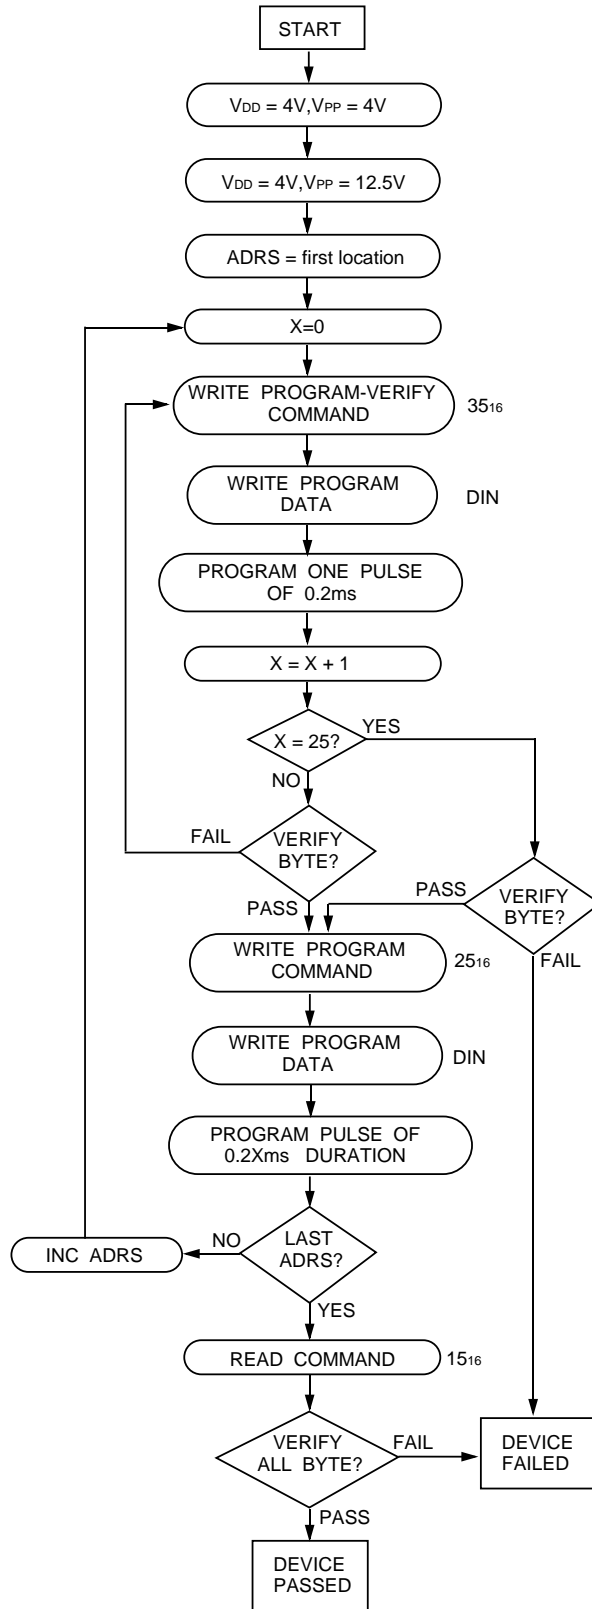 START
VDD = 4V,VPP = 4V
VDD = 4V,VPP = 12.5V
ADRS = first location
X=0
WRITE PROGRAM-VERIFY
COMMAND
3516
WRITE PROGRAM
DATA
DIN
PROGRAM ONE PULSE
OF 0.2ms
X = X + 1
X = 25?
YES
NO
FAIL
VERIFY
BYTE?
PASS
PASS
VERIFY
BYTE?
FAIL
WRITE PROGRAM
COMMAND
2516
WRITE PROGRAM
DATA
DIN
PROGRAM PULSE OF
0.2Xms DURATION
LAST
ADRS?
NO
INC ADRS
YES
READ COMMAND
1516
VERIFY
ALL BYTE?
FAIL
DEVICE
FAILED
PASS
DEVICE
PASSED